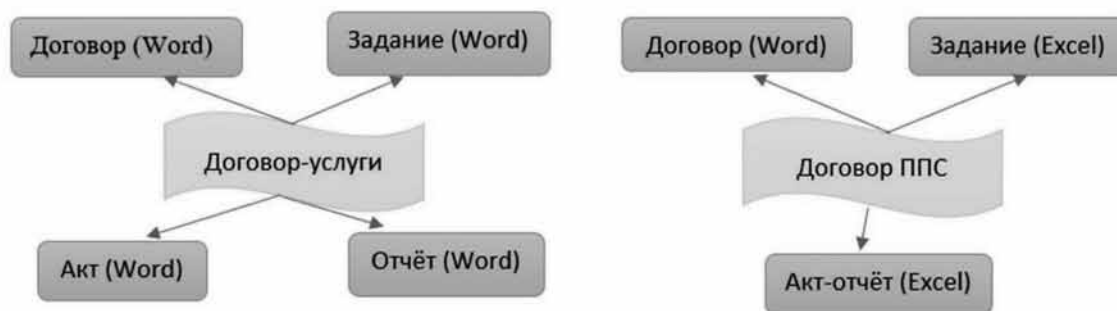 Договор (Word)
Задание (Word)
Договор-услуги
Акт (Word)
Отчёт (Word)
Договор (Word)
Задание (Excel)
Договор ППС
Акт-отчёт (Excel)